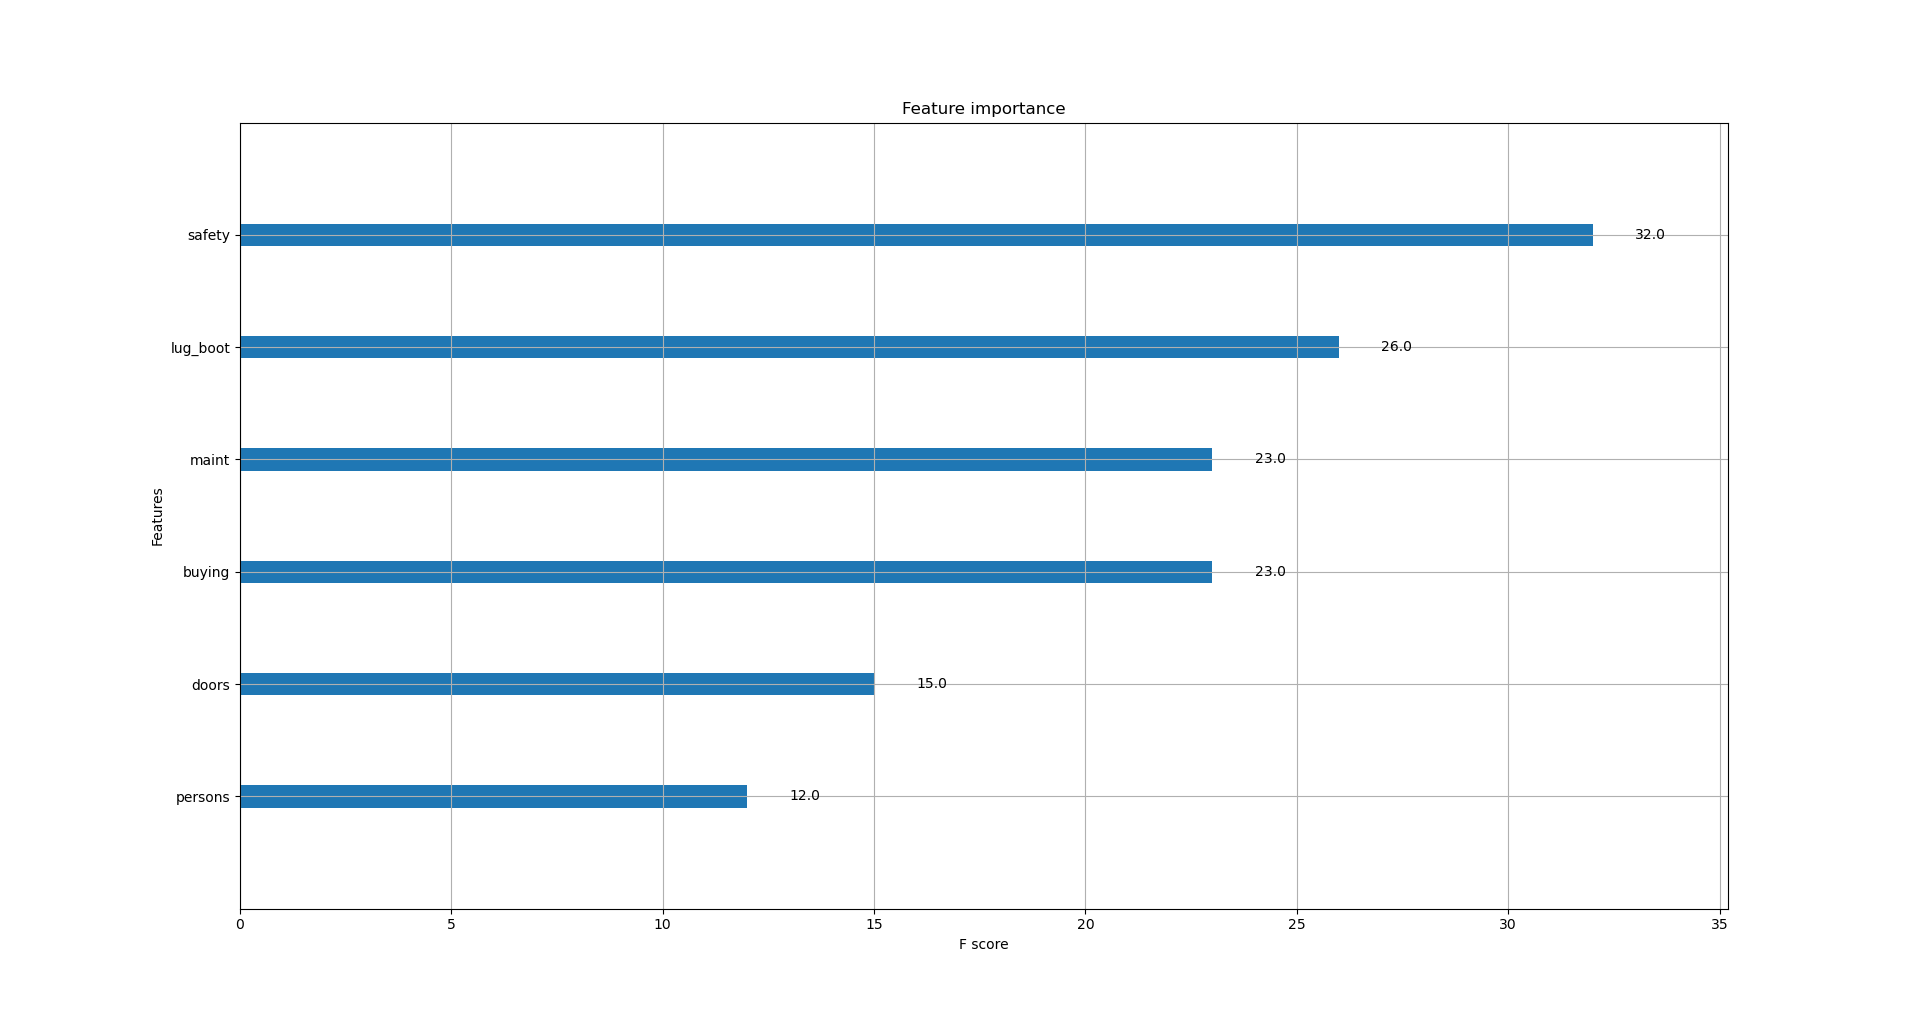 Feature importance
safety
32.0
lug_boot
26.0
maint
23.0
Features
buying
23.0
doors
15.0
persons
12.0
0 5 10 15 20 25 30 35
F score